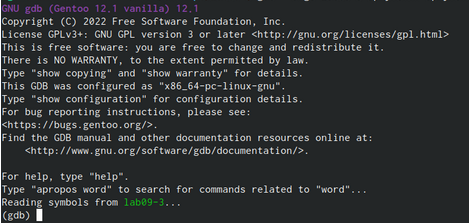 GNU gdb (Gentoo 12.1 vanilla) 12.1
Copyright (C) 2022 Free Software Foundation, Inc.
License GPLv3+: GNU GPL version 3 or later <http://gnu.org/licenses/gpl.html>
This is free software: you are free to change and redistribute it.
There is NO WARRANTY, to the extent permitted by law.
Type "show copying" and "show warranty" for details.
This GDB was configured as "x86_64-pc-linux-gnu".
Type "show configuration" for configuration details.
For bug reporting instructions, please see:
<https://bugs.gentoo.org/>.
Find the GDB manual and other documentation resources online at:
    <http://www.gnu.org/software/gdb/documentation/>.

For help, type "help".
Type "apropos word" to search for commands related to "word"...
Reading symbols from lab09-3...
(gdb)